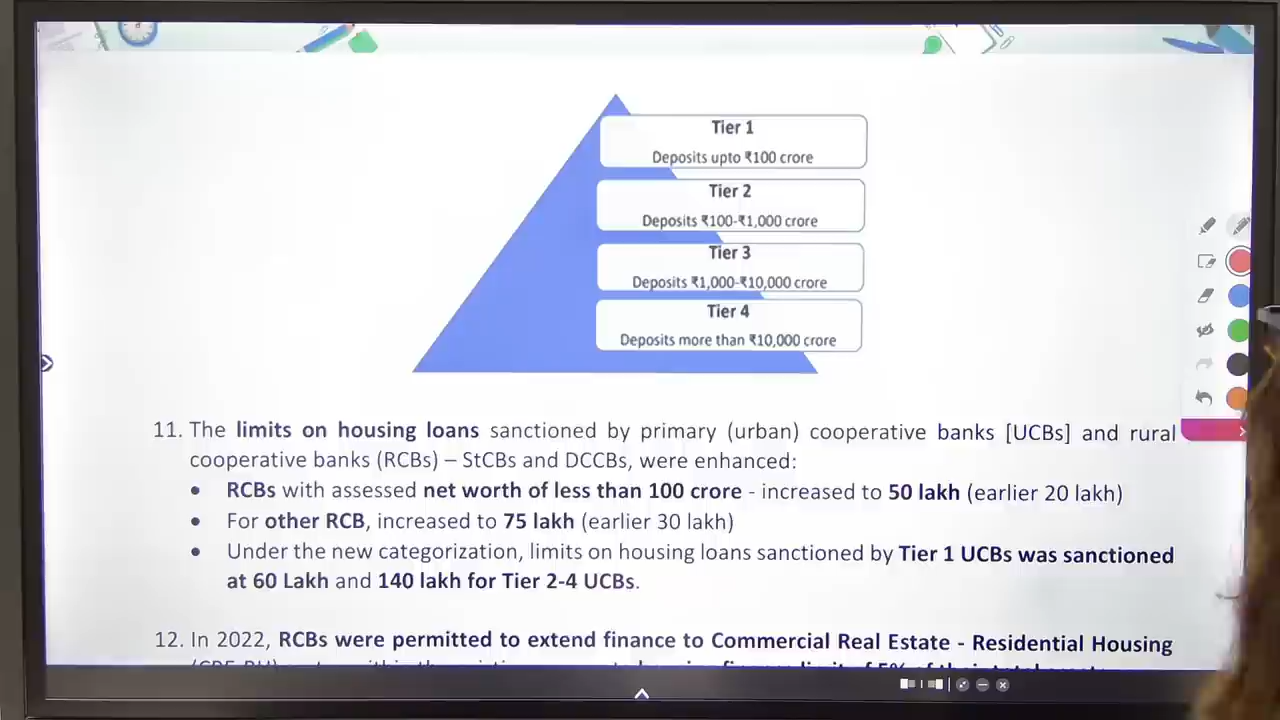 Tier 1
Deposits upto ₹100 crore
Tier 2
Deposits ₹100-₹1,000 crore
Tier 3
Deposits ₹1,000-₹10,000 crore
Tier 4
Deposits more than ₹10,000 crore
11. The limits on housing loans sanctioned by primary (urban) cooperative banks [UCBs] and rural
cooperative banks (RCBs) – StCBs and DCCBs, were enhanced:
• RCBs with assessed net worth of less than 100 crore - increased to 50 lakh (earlier 20 lakh)
• For other RCB, increased to 75 lakh (earlier 30 lakh)
• Under the new categorization, limits on housing loans sanctioned by Tier 1 UCBs was sanctioned
at 60 Lakh and 140 lakh for Tier 2-4 UCBs.
12. In 2022, RCBs were permitted to extend finance to Commercial Real Estate - Residential Housing